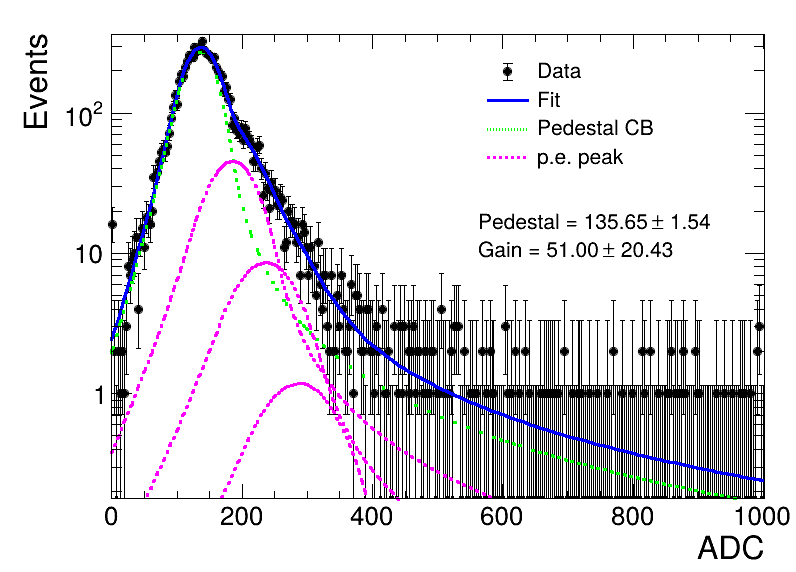 Events
10²
10
1
Data
Fit
Pedestal CB
p.e. peak
Pedestal = 135.65 ± 1.54
Gain = 51.00 ± 20.43
0 200 400 600 800 1000
ADC